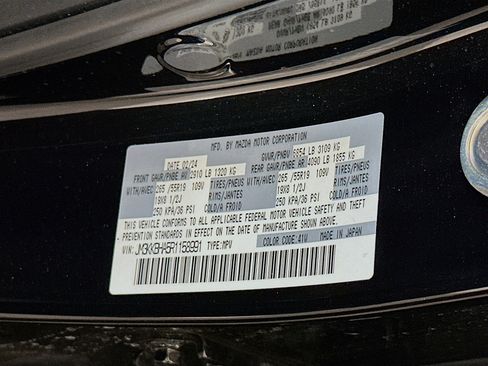 MFD. BY MAZDA MOTOR CORPORATION
DATE 02/24 GVWR/PNBV 6854 LB 3109 KG
FRONT GAWR/PNBE AV 2910 LB 1320 KG REAR GAWR/PNBE AR 4090 LB 1855 KG
WITH/AVEC 265 /55R19 109V TIRES/PNEUS WITH/AVEC 265 /55R19 109V TIRES/PNEUS
19X8 1/2J RIMS/JANTES 19X8 1/2J RIMS/JANTES
250 KPA/36 PSI COLD/A FROID 250 KPA/36 PSI COLD/A FROID
THIS VEHICLE CONFORMS TO ALL APPLICABLE FEDERAL MOTOR VEHICLE SAFETY AND THEFT
PREVENTION STANDARDS IN EFFECT ON THE DATE OF MANUFACTURE SHOWN ABOVE.
VIN: TYPE:MPV COLOR CODE:41W MADE IN JAPAN